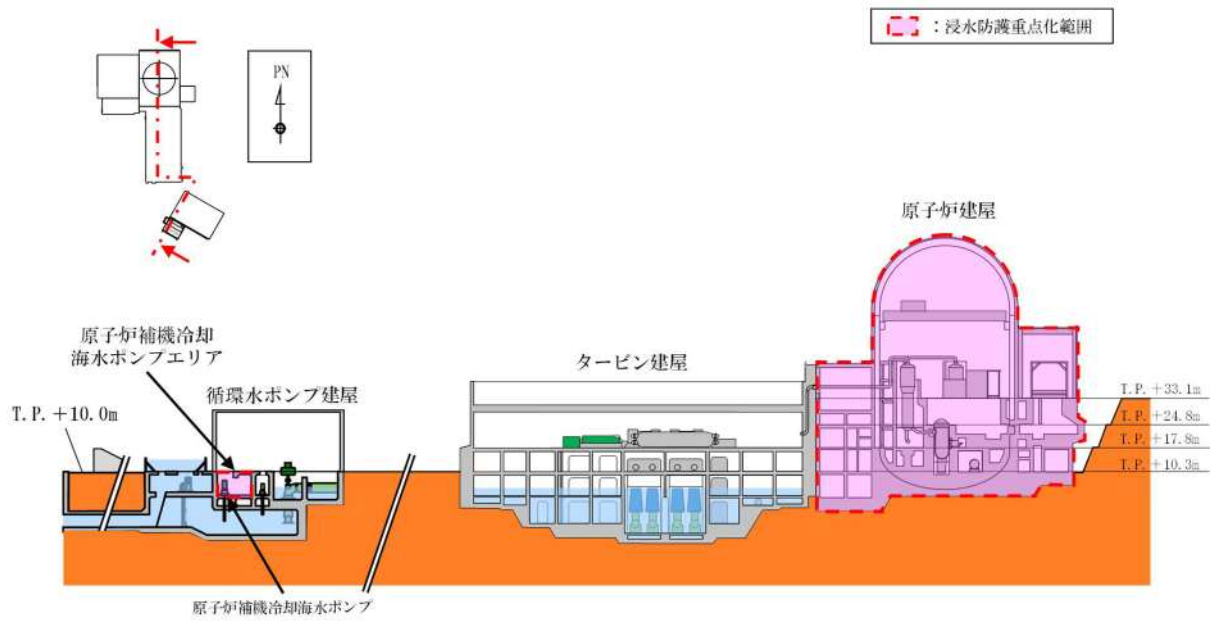 ：浸水防護重点化範囲
PN
原子炉建屋
原子炉補機冷却
海水ポンプエリア
循環水ポンプ建屋
タービン建屋
T.P.＋10.0m
T.P.＋33.1m
T.P.＋24.8m
T.P.＋17.8m
T.P.＋10.3m
原子炉補機冷却海水ポンプ